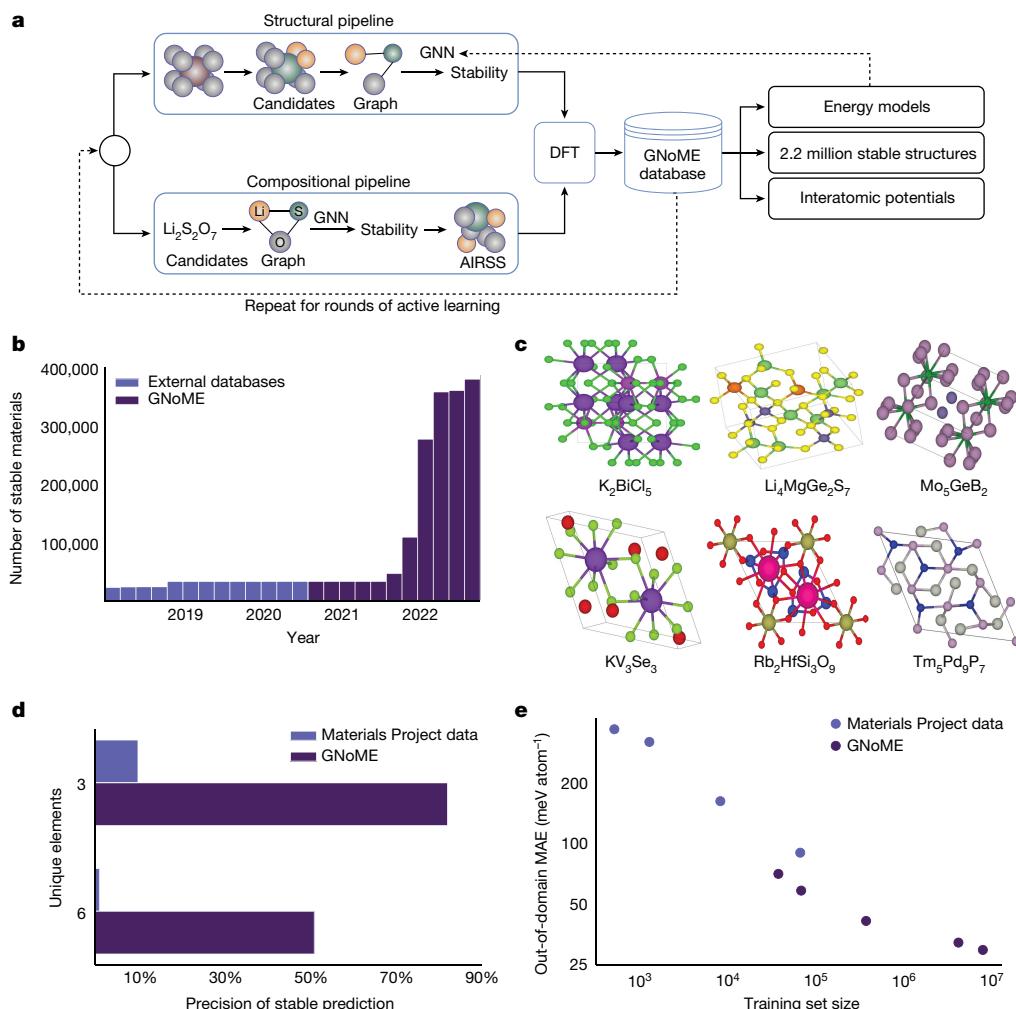 a
Structural pipeline
GNN
Stability
Candidates
Graph
Compositional pipeline
Li₂S₂O₇
Li
S
O
GNN
Stability
Candidates
Graph
AIRSS
DFT
GNoME
database
Energy models
2.2 million stable structures
Interatomic potentials
Repeat for rounds of active learning
b
400,000
300,000
200,000
100,000
Number of stable materials
External databases
GNoME
2019
2020
2021
2022
Year
c
K₂BiCl₅
Li₄MgGe₂S₇
Mo₅GeB₂
KV₃Se₃
Rb₂HfSi₃O₉
Tm₅Pd₉P₇
d
Materials Project data
GNoME
Unique elements
3
6
10%
30%
50%
70%
90%
Precision of stable prediction
e
Materials Project data
GNoME
Out-of-domain MAE (meV atom⁻¹)
200
100
50
25
10³
10⁴
10⁵
10⁶
10⁷
Training set size